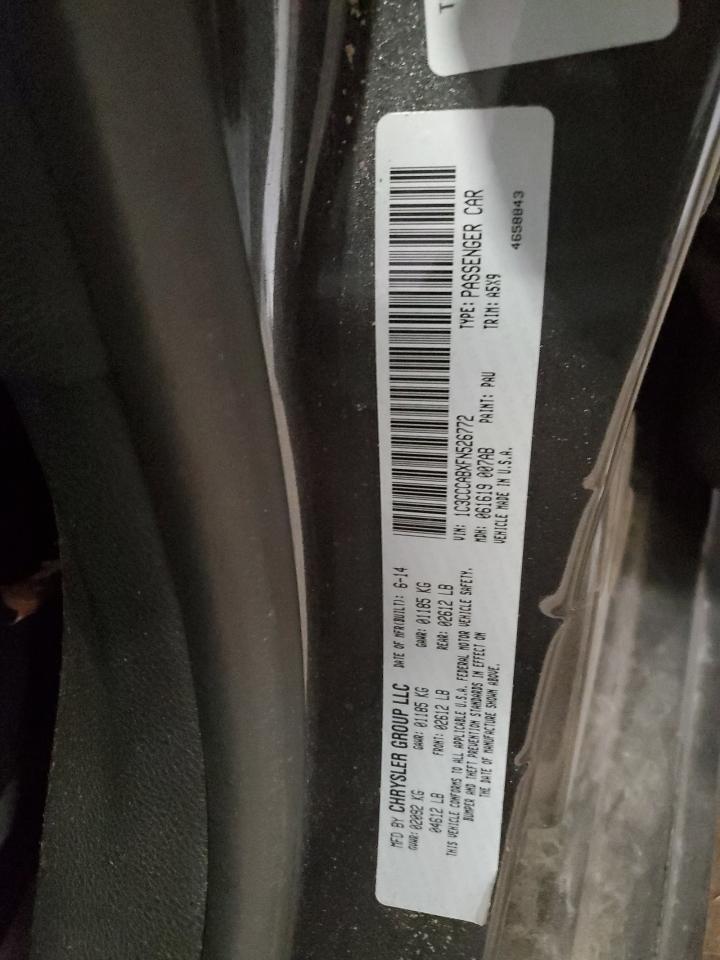 T
MFD BY CHRYSLER GROUP LLC
DATE OF MFR(BUILT): 6-14
GVWR: 02092 KG
GAWR: 01185 KG
GAWR: 01185 KG
04612 LB
FRONT: 02612 LB
REAR: 02612 LB
THIS VEHICLE CONFORMS TO ALL APPLICABLE U.S.A. FEDERAL MOTOR VEHICLE SAFETY,
BUMPER AND THEFT PREVENTION STANDARDS IN EFFECT ON
THE DATE OF MANUFACTURE SHOWN ABOVE.
VIN: 1C3CCCABXFN526772
TYPE: PASSENGER CAR
MDH: 061619 007AB
PAINT: PAU
TRIM: A5X9
VEHICLE MADE IN U.S.A.
4658843